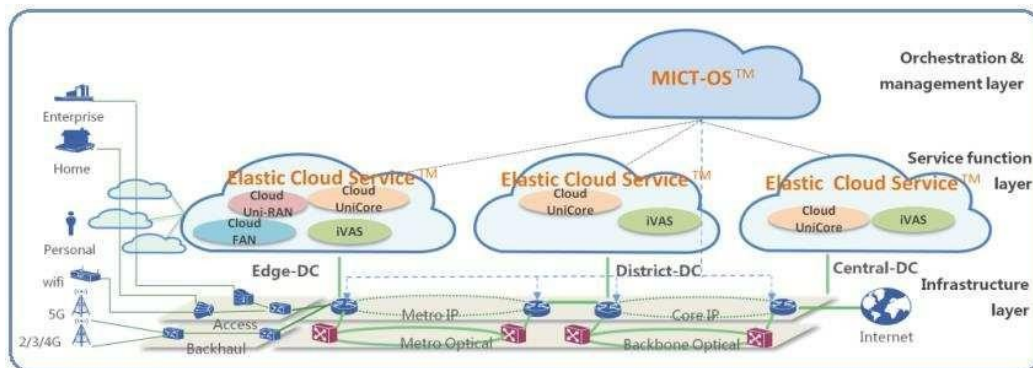 MICT-OS™
Orchestration &
management layer
Enterprise
Home
Personal
wifi
5G
2/3/4G
Elastic Cloud Service™
Cloud
Uni-RAN
Cloud
UniCore
Cloud
FAN
iVAS
Elastic Cloud Service™
Cloud
UniCore
iVAS
Elastic Cloud Service™
Cloud
UniCore
iVAS
Service function
layer
Edge-DC
District-DC
Central-DC
Infrastructure
layer
Access
Metro IP
Core IP
Backhaul
Metro Optical
Backbone Optical
Internet